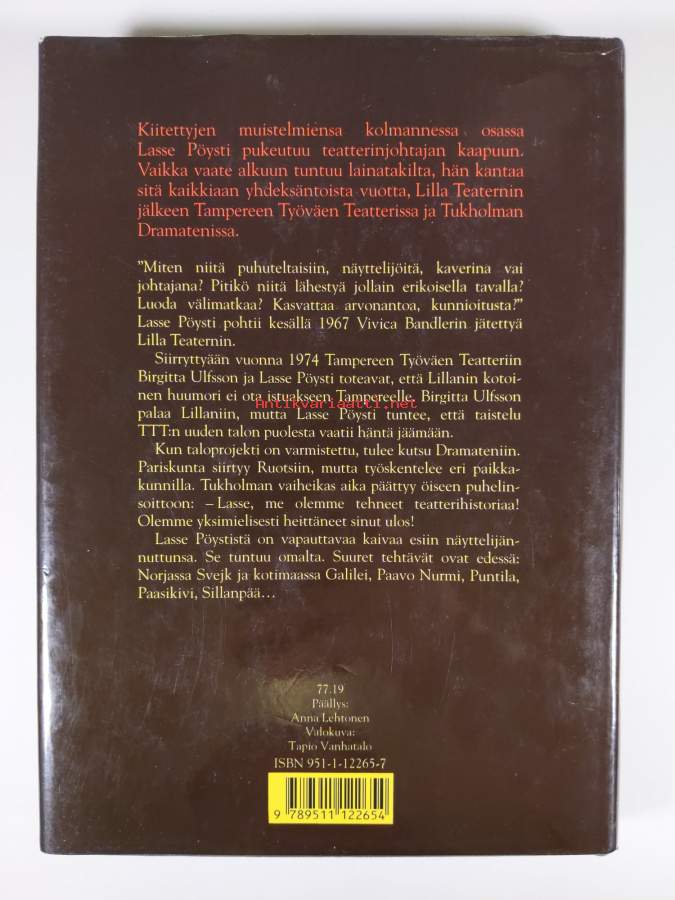 Kiitettyjen muistelmiensa kolmannessa osassa
Lasse Pöysti pukeutuu teatterinjohtajan kaapuun.
Vaikka vaate alkuun tuntuu lainatakilta, hän kantaa
sitä kaikkiaan yhdeksäntoista vuotta, Lilla Teaternin
jälkeen Tampereen Työväen Teatterissa ja Tukholman
Dramatenissa.
"Miten niitä puhuteltaisiin, näyttelijöitä, kaverina vai
johtajana? Pitikö niitä lähestyä jollain erikoisella tavalla?
Luoda välimatkaa? Kasvattaa arvonantoa, kunnioitusta?"
Lasse Pöysti pohtii kesällä 1967 Vivica Bandlerin jätettyä
Lilla Teaternin.
Siirryttyään vuonna 1974 Tampereen Työväen Teatteriin
Birgitta Ulfsson ja Lasse Pöysti toteavat, että Lillanin kotoi-
nen huumori ei ota istuakseen Tampereelle. Birgitta Ulfsson
Antikvariaatti.net
palaa Lillaniin, mutta Lasse Pöysti tuntee, että taistelu
TTT:n uuden talon puolesta vaatii häntä jäämään.
Kun taloprojekti on varmistettu, tulee kutsu Dramateniin.
Pariskunta siirtyy Ruotsiin, mutta työskentelee eri paikka-
kunnilla. Tukholman vaiheikas aika päättyy öiseen puhelin-
soittoon: – Lasse, me olemme tehneet teatterihistoriaa!
Olemme yksimielisesti heittäneet sinut ulos!
Lasse Pöystistä on vapauttavaa kaivaa esiin näyttelijän-
nuttunsa. Se tuntuu omalta. Suuret tehtävät ovat edessä:
Norjassa Svejk ja kotimaassa Galilei, Paavo Nurmi, Puntila,
Paasikivi, Sillanpää...
77.19
Päällys:
Anna Lehtonen
Valokuva:
Tapio Vanhatalo
ISBN 951-1-12265-7
9 789511 122654